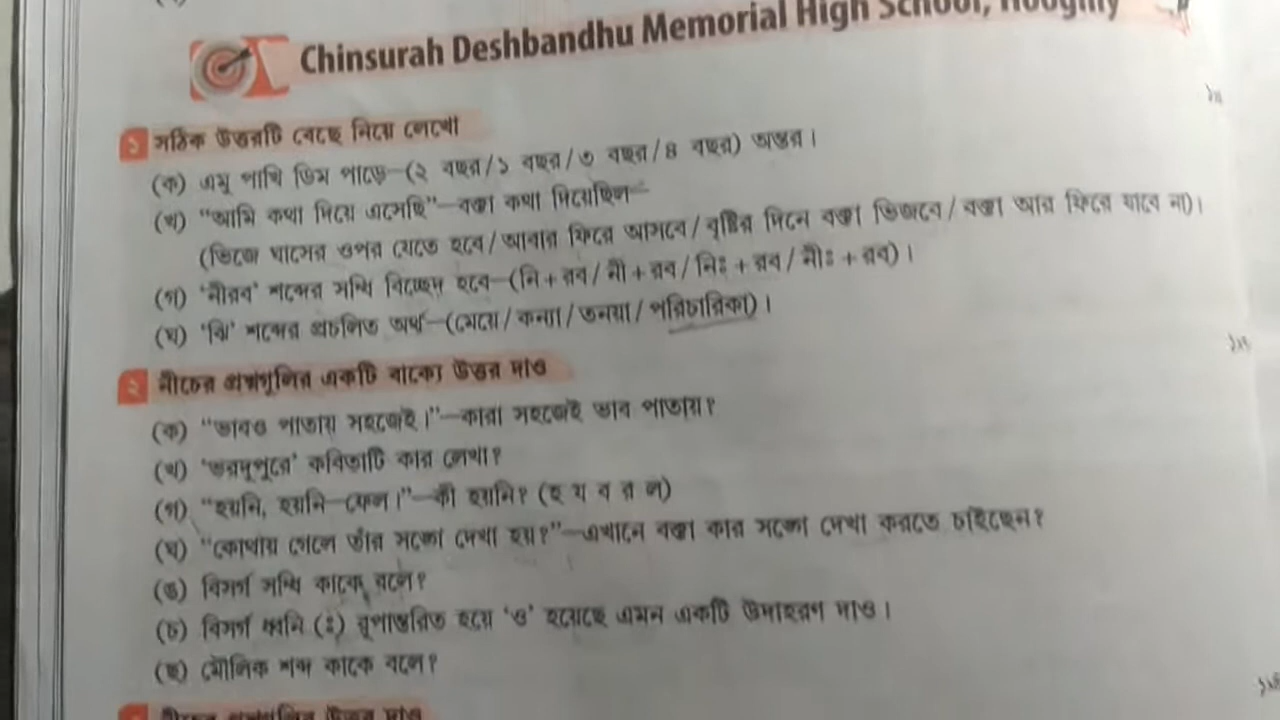 Chinsurah Deshbandhu Memorial High School, Hooghly
১ সঠিক উত্তরটি বেছে নিয়ে লেখো
(ক) এমু পাখি ডিম পাড়ে—(২ বছর/১ বছর/৩ বছর/৪ বছর) অন্তর।
(খ) “আমি কথা দিয়ে এসেছি”—বক্তা কথা দিয়েছিল—
(ভিজে ঘাসের ওপর যেতে হবে/আবার ফিরে আসবে/বৃষ্টির দিনে বক্তা ভিজবে/বক্তা আর ফিরে যাবে না)।
(গ) ‘নীরব’ শব্দের সন্ধি বিচ্ছেদ হবে—(নি+রব/নী+রব/নিঃ+রব/নীঃ+রব)।
(ঘ) ‘ঝি’ শব্দের প্রচলিত অর্থ—(মেয়ে/কন্যা/তনয়া/পরিচারিকা)।
২ নীচের প্রশ্নগুলির একটি বাক্যে উত্তর দাও
(ক) “ভাবও পাতায় সহজেই।”—কারা সহজেই ভাব পাতায়?
(খ) ‘ভরদুপুরে’ কবিতাটি কার লেখা?
(গ) “হয়নি, হয়নি—ফেল।”—কী হয়নি? (হ য ব র ল)
(ঘ) “কোথায় গেলে তাঁর সঙ্গে দেখা হয়?”—এখানে বক্তা কার সঙ্গে দেখা করতে চাইছেন?
(ঙ) বিসর্গ সন্ধি কাকে বলে?
(চ) বিসর্গ ধ্বনি (ঃ) রূপান্তরিত হয়ে ‘ও’ হয়েছে এমন একটি উদাহরণ দাও।
(ছ) মৌলিক শব্দ কাকে বলে?
নীচের প্রশ্নগুলির উত্তর দাও